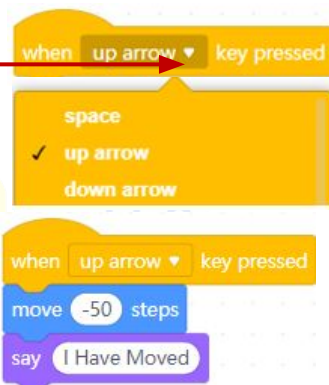 when up arrow ▼ key pressed
space
✓ up arrow
down arrow
when up arrow ▼ key pressed
move -50 steps
say I Have Moved